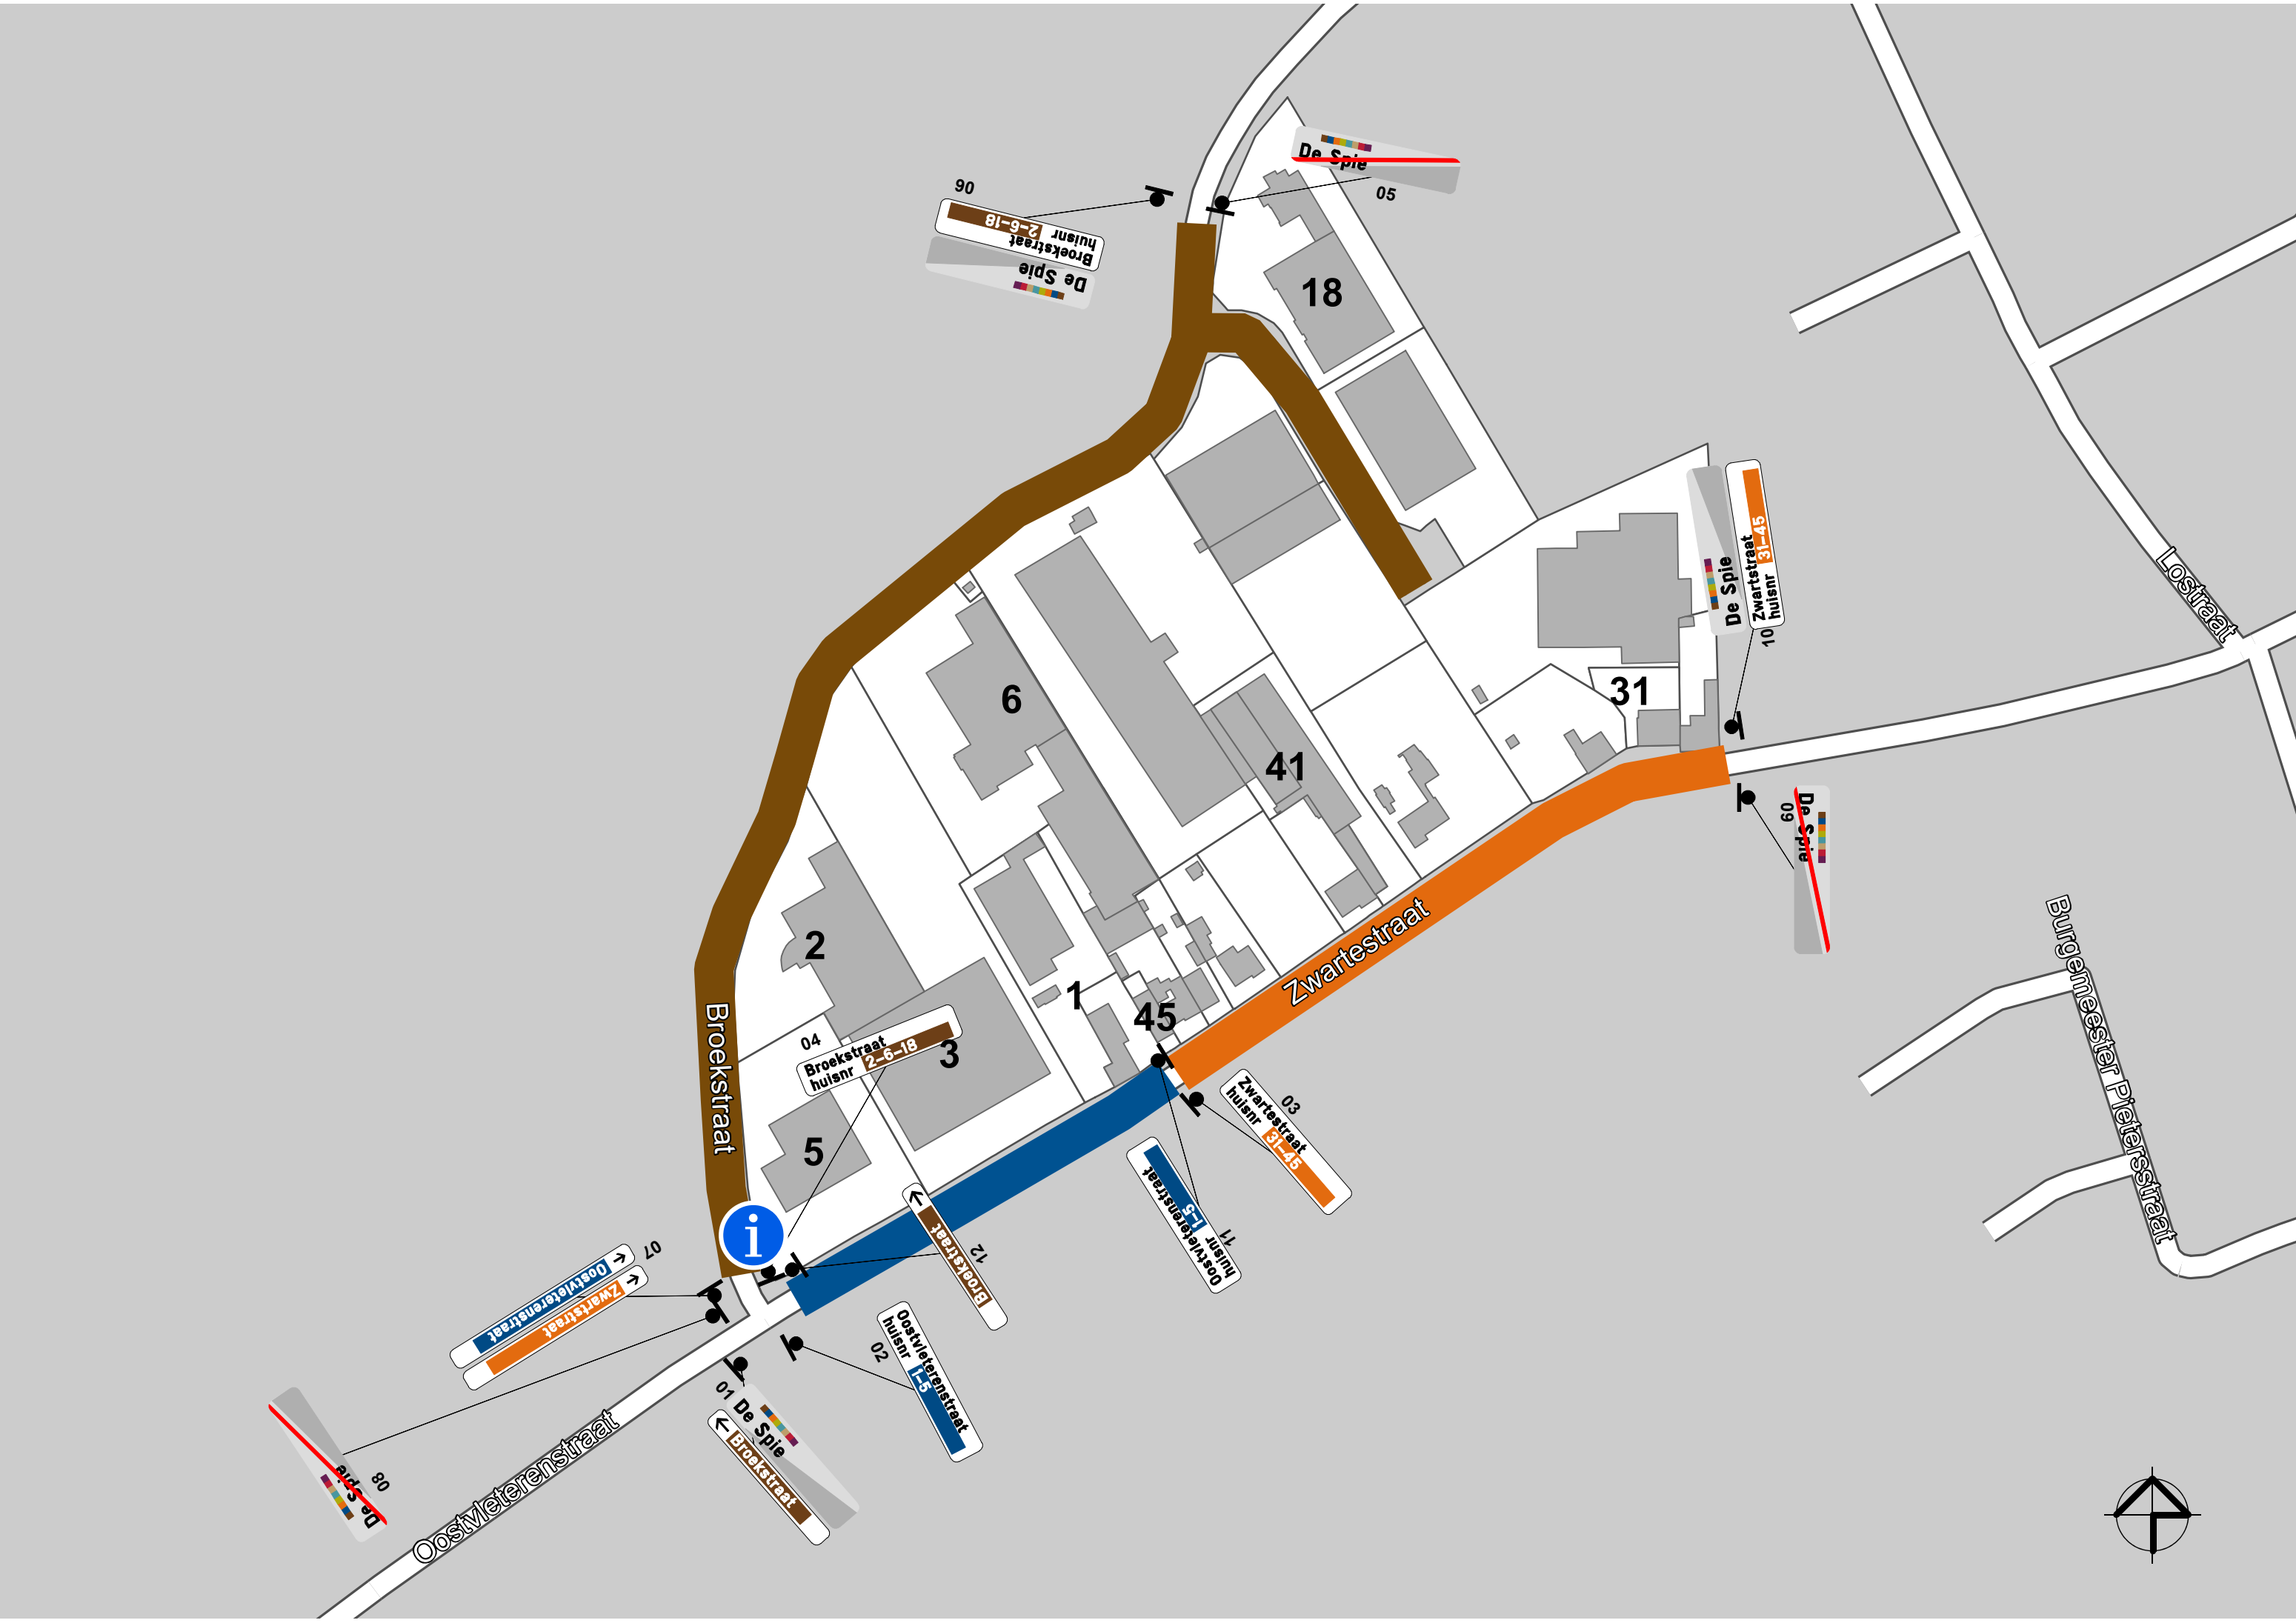 De Spie
05
06
Broekstraat
huisnr 2-6-18
De Spie
18
De Spie
Zwartstraat
huisnr 31-45
10
Lostraat
31
6
41
De Spie
09
Burgemeester Pietersstraat
Zwartestraat
2
1
45
Broekstraat
04
Broekstraat
huisnr 2-6-18
3
5
03
Zwartestraat
huisnr 31-45
11
Oostvleterenstraat
huisnr 1-5
i
12
Broekstraat
07
Oostvleterenstraat
Zwartstraat
02
Oostvleterenstraat
huisnr 1-5
01
De Spie
Broekstraat
08
De Spie
Oostvleterenstraat